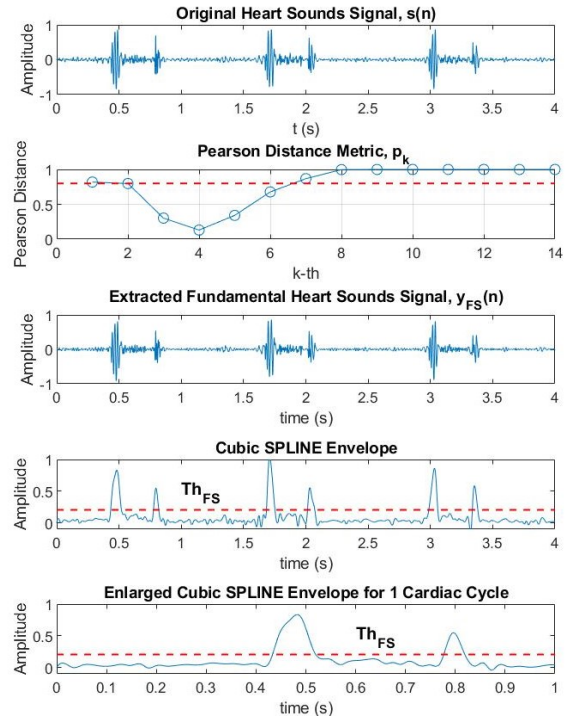 Original Heart Sounds Signal, s(n)
Amplitude
1
0
-1
0 0.5 1 1.5 2 2.5 3 3.5 4
t (s)
Pearson Distance Metric, pk
Pearson Distance
1
0.5
0
0 2 4 6 8 10 12 14
k-th
Extracted Fundamental Heart Sounds Signal, yFS(n)
Amplitude
1
0
-1
0 0.5 1 1.5 2 2.5 3 3.5 4
time (s)
Cubic SPLINE Envelope
Amplitude
1
0.5
0
ThFS
0 0.5 1 1.5 2 2.5 3 3.5 4
time (s)
Enlarged Cubic SPLINE Envelope for 1 Cardiac Cycle
Amplitude
1
0.5
0
ThFS
0 0.1 0.2 0.3 0.4 0.5 0.6 0.7 0.8 0.9 1
time (s)